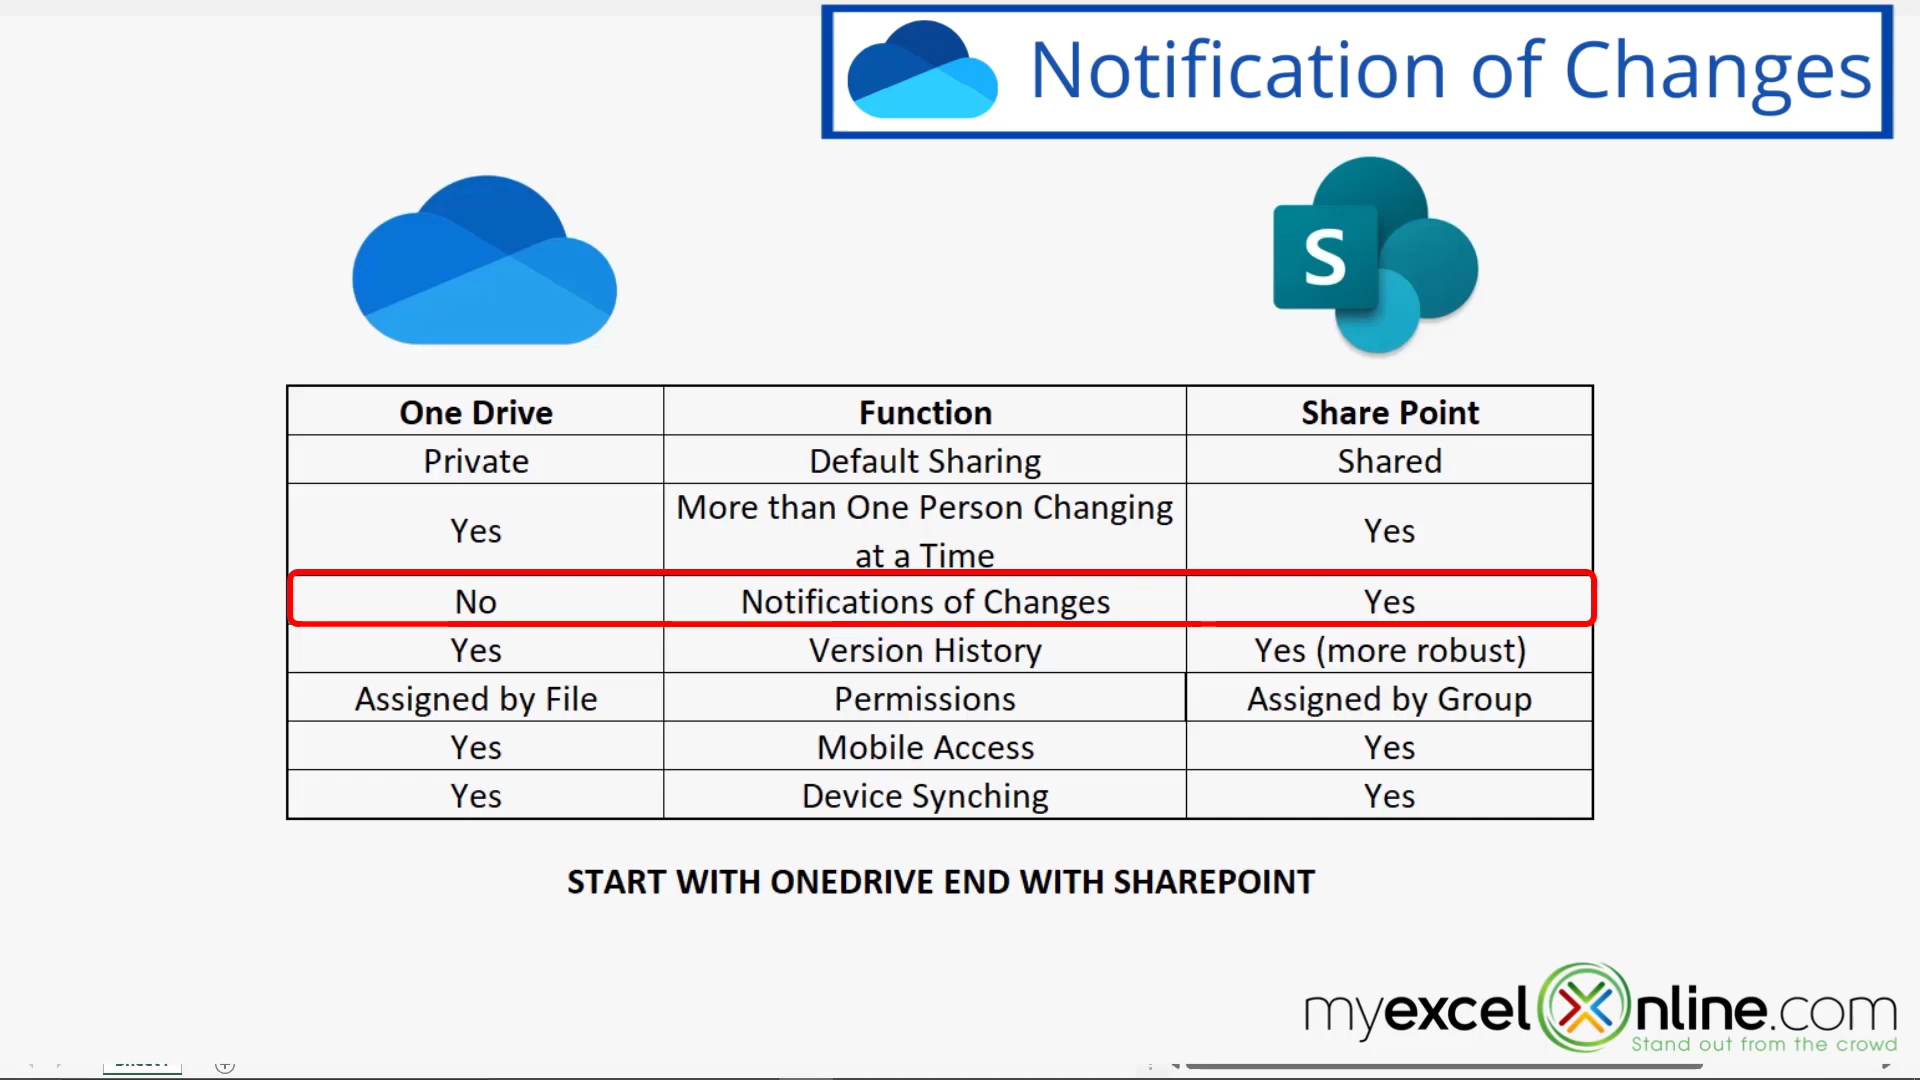 Notification of Changes
S
One Drive Function Share Point
Private Default Sharing Shared
Yes More than One Person Changing at a Time Yes
No Notifications of Changes Yes
Yes Version History Yes (more robust)
Assigned by File Permissions Assigned by Group
Yes Mobile Access Yes
Yes Device Synching Yes
START WITH ONEDRIVE END WITH SHAREPOINT
myexcelOnline.com
Stand out from the crowd